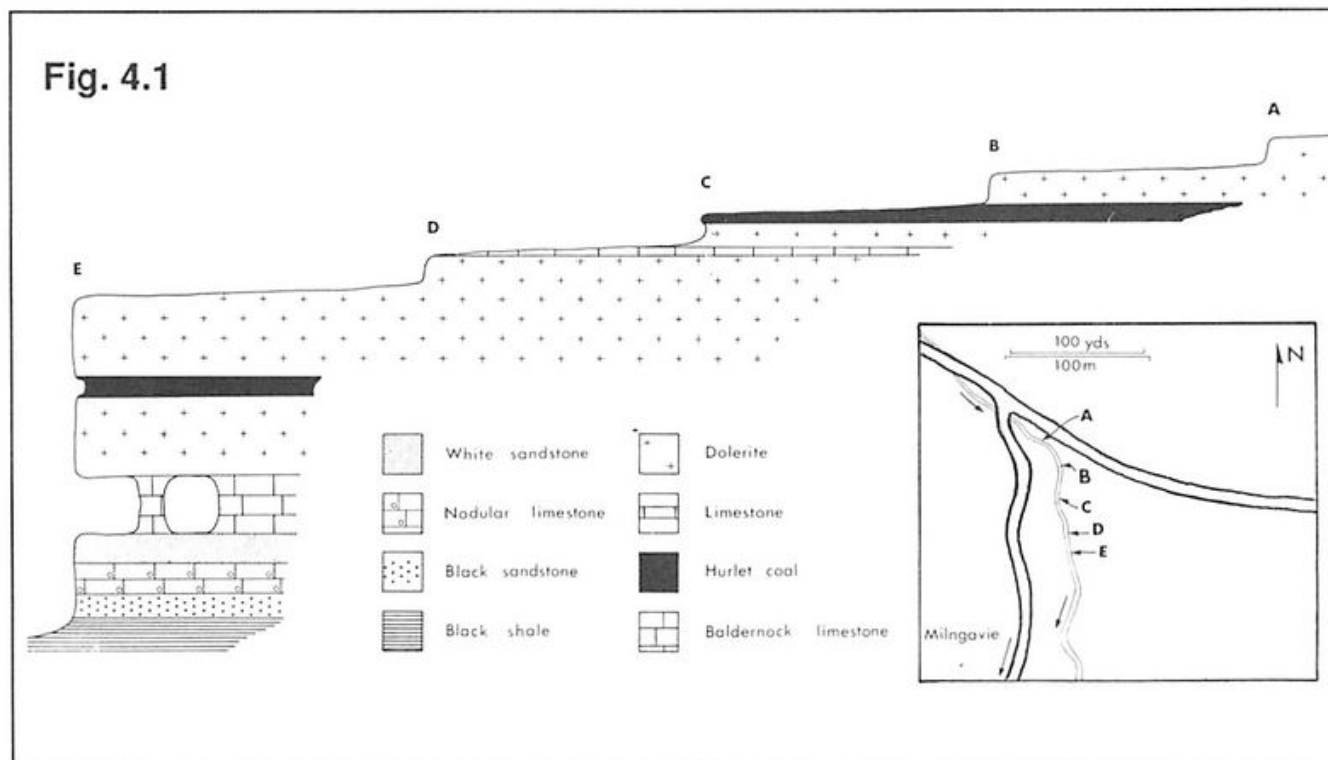 Fig. 4.1
A
B
C
D
E
White sandstone
Dolerite
Nodular limestone
Limestone
Black sandstone
Hurlet coal
Black shale
Baldernock limestone
100 yds
100m
N
A
B
C
D
E
Milngavie